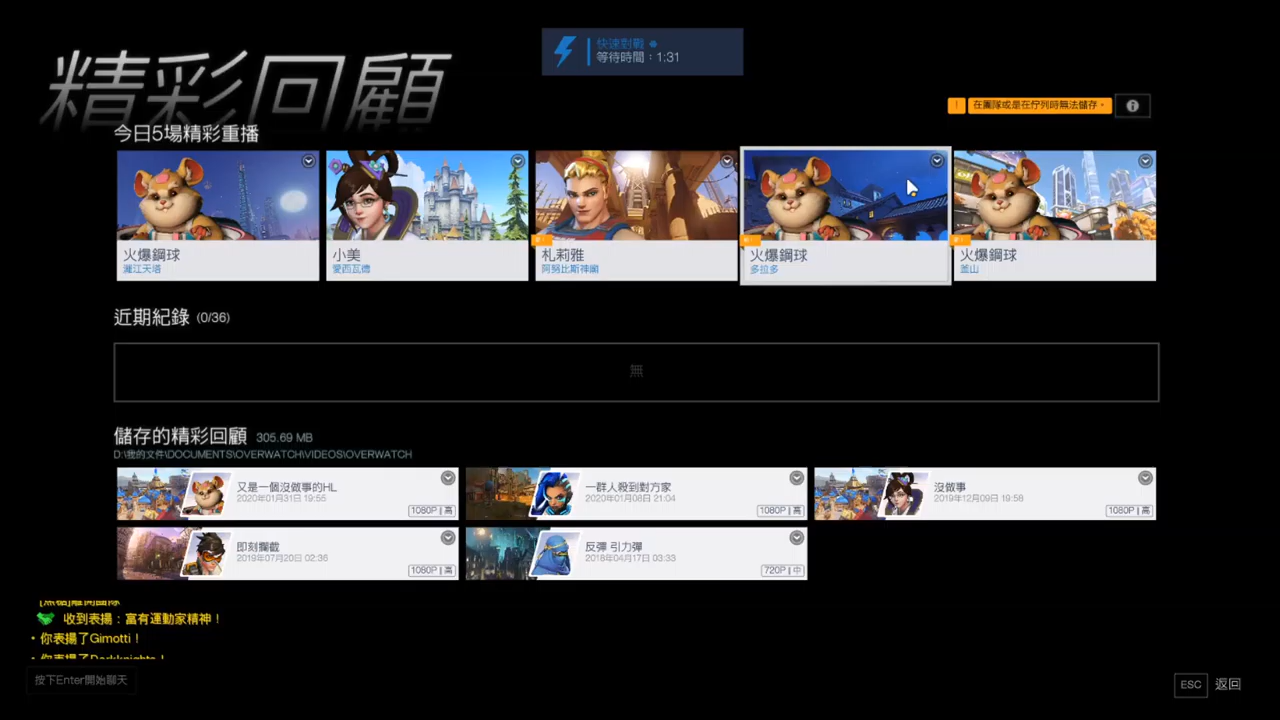 快速對戰
等待時間：1:31
精彩回顧
! 在團隊或是在佇列時無法儲存。
今日5場精彩重播
火爆鋼球
灕江天塔
小美
愛西瓦德
札莉雅
阿努比斯神廟
火爆鋼球
多拉多
火爆鋼球
釜山
近期紀錄 (0/36)
無
儲存的精彩回顧 305.69 MB
D:\我的文件\DOCUMENTS\OVERWATCH\VIDEOS\OVERWATCH
又是一個沒做事的HL
2020年01月31日 19:55
1080P | 高
一群人殺到對方家
2020年01月08日 21:04
1080P | 高
沒做事
2019年12月09日 19:58
1080P | 高
即刻攔截
2019年07月20日 02:36
1080P | 高
反彈 引力彈
2018年04月17日 03:33
720P | 中
收到表揚：富有運動家精神！
• 你表揚了Gimotti！
按下Enter開始聊天
ESC 返回